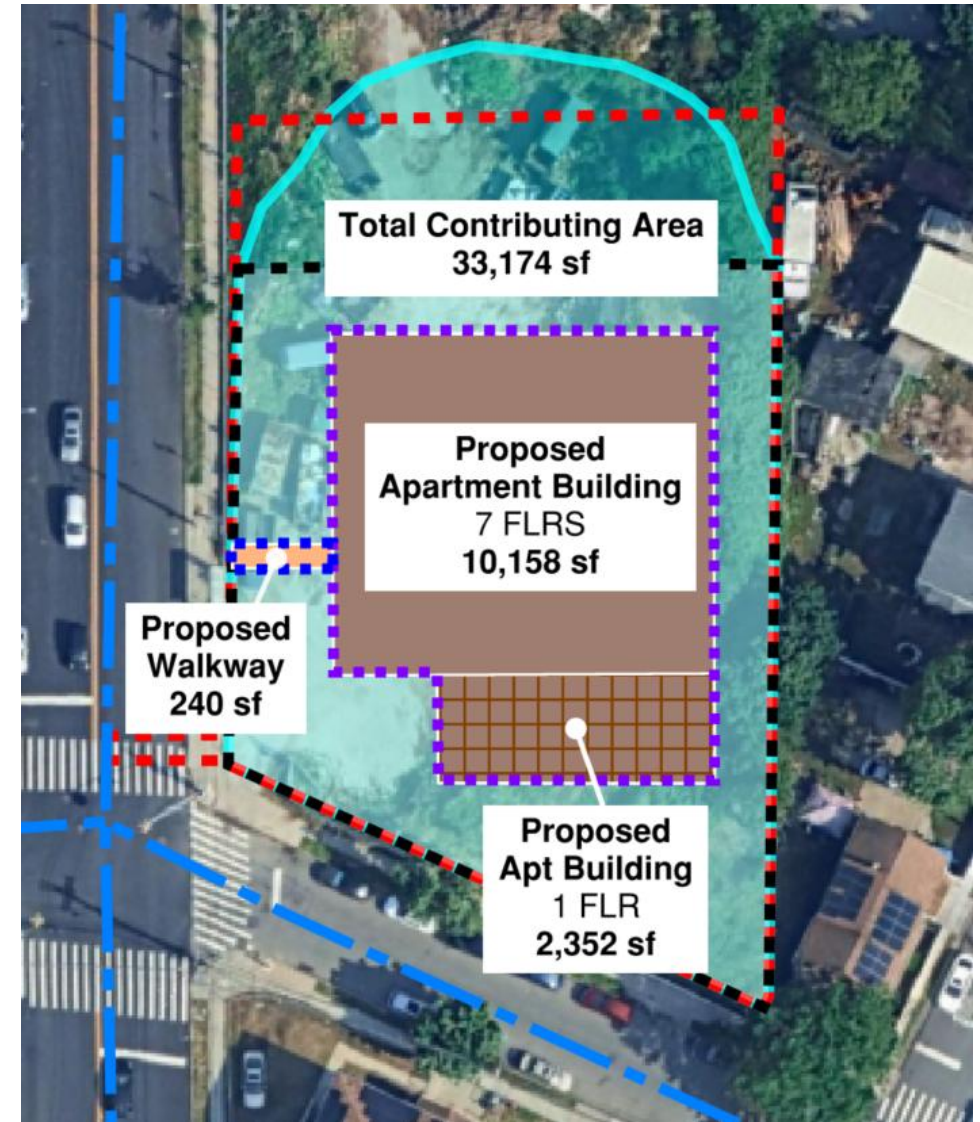 Total Contributing Area
33,174 sf
Proposed
Apartment Building
7 FLRS
10,158 sf
Proposed
Walkway
240 sf
Proposed
Apt Building
1 FLR
2,352 sf